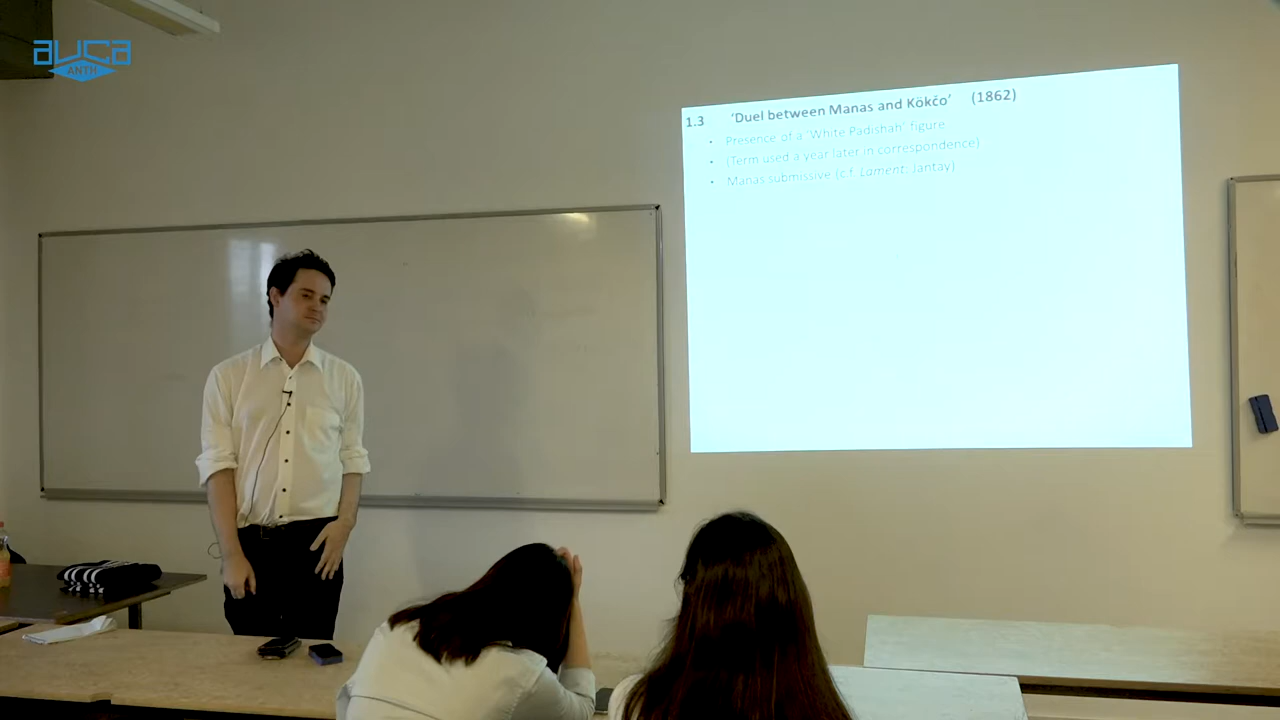 auca
ANTH
1.3 ‘Duel between Manas and Kökčo’ (1862)
• Presence of a ‘White Padishah’ figure
• (Term used a year later in correspondence)
• Manas submissive (c.f. Lament, Jantay)